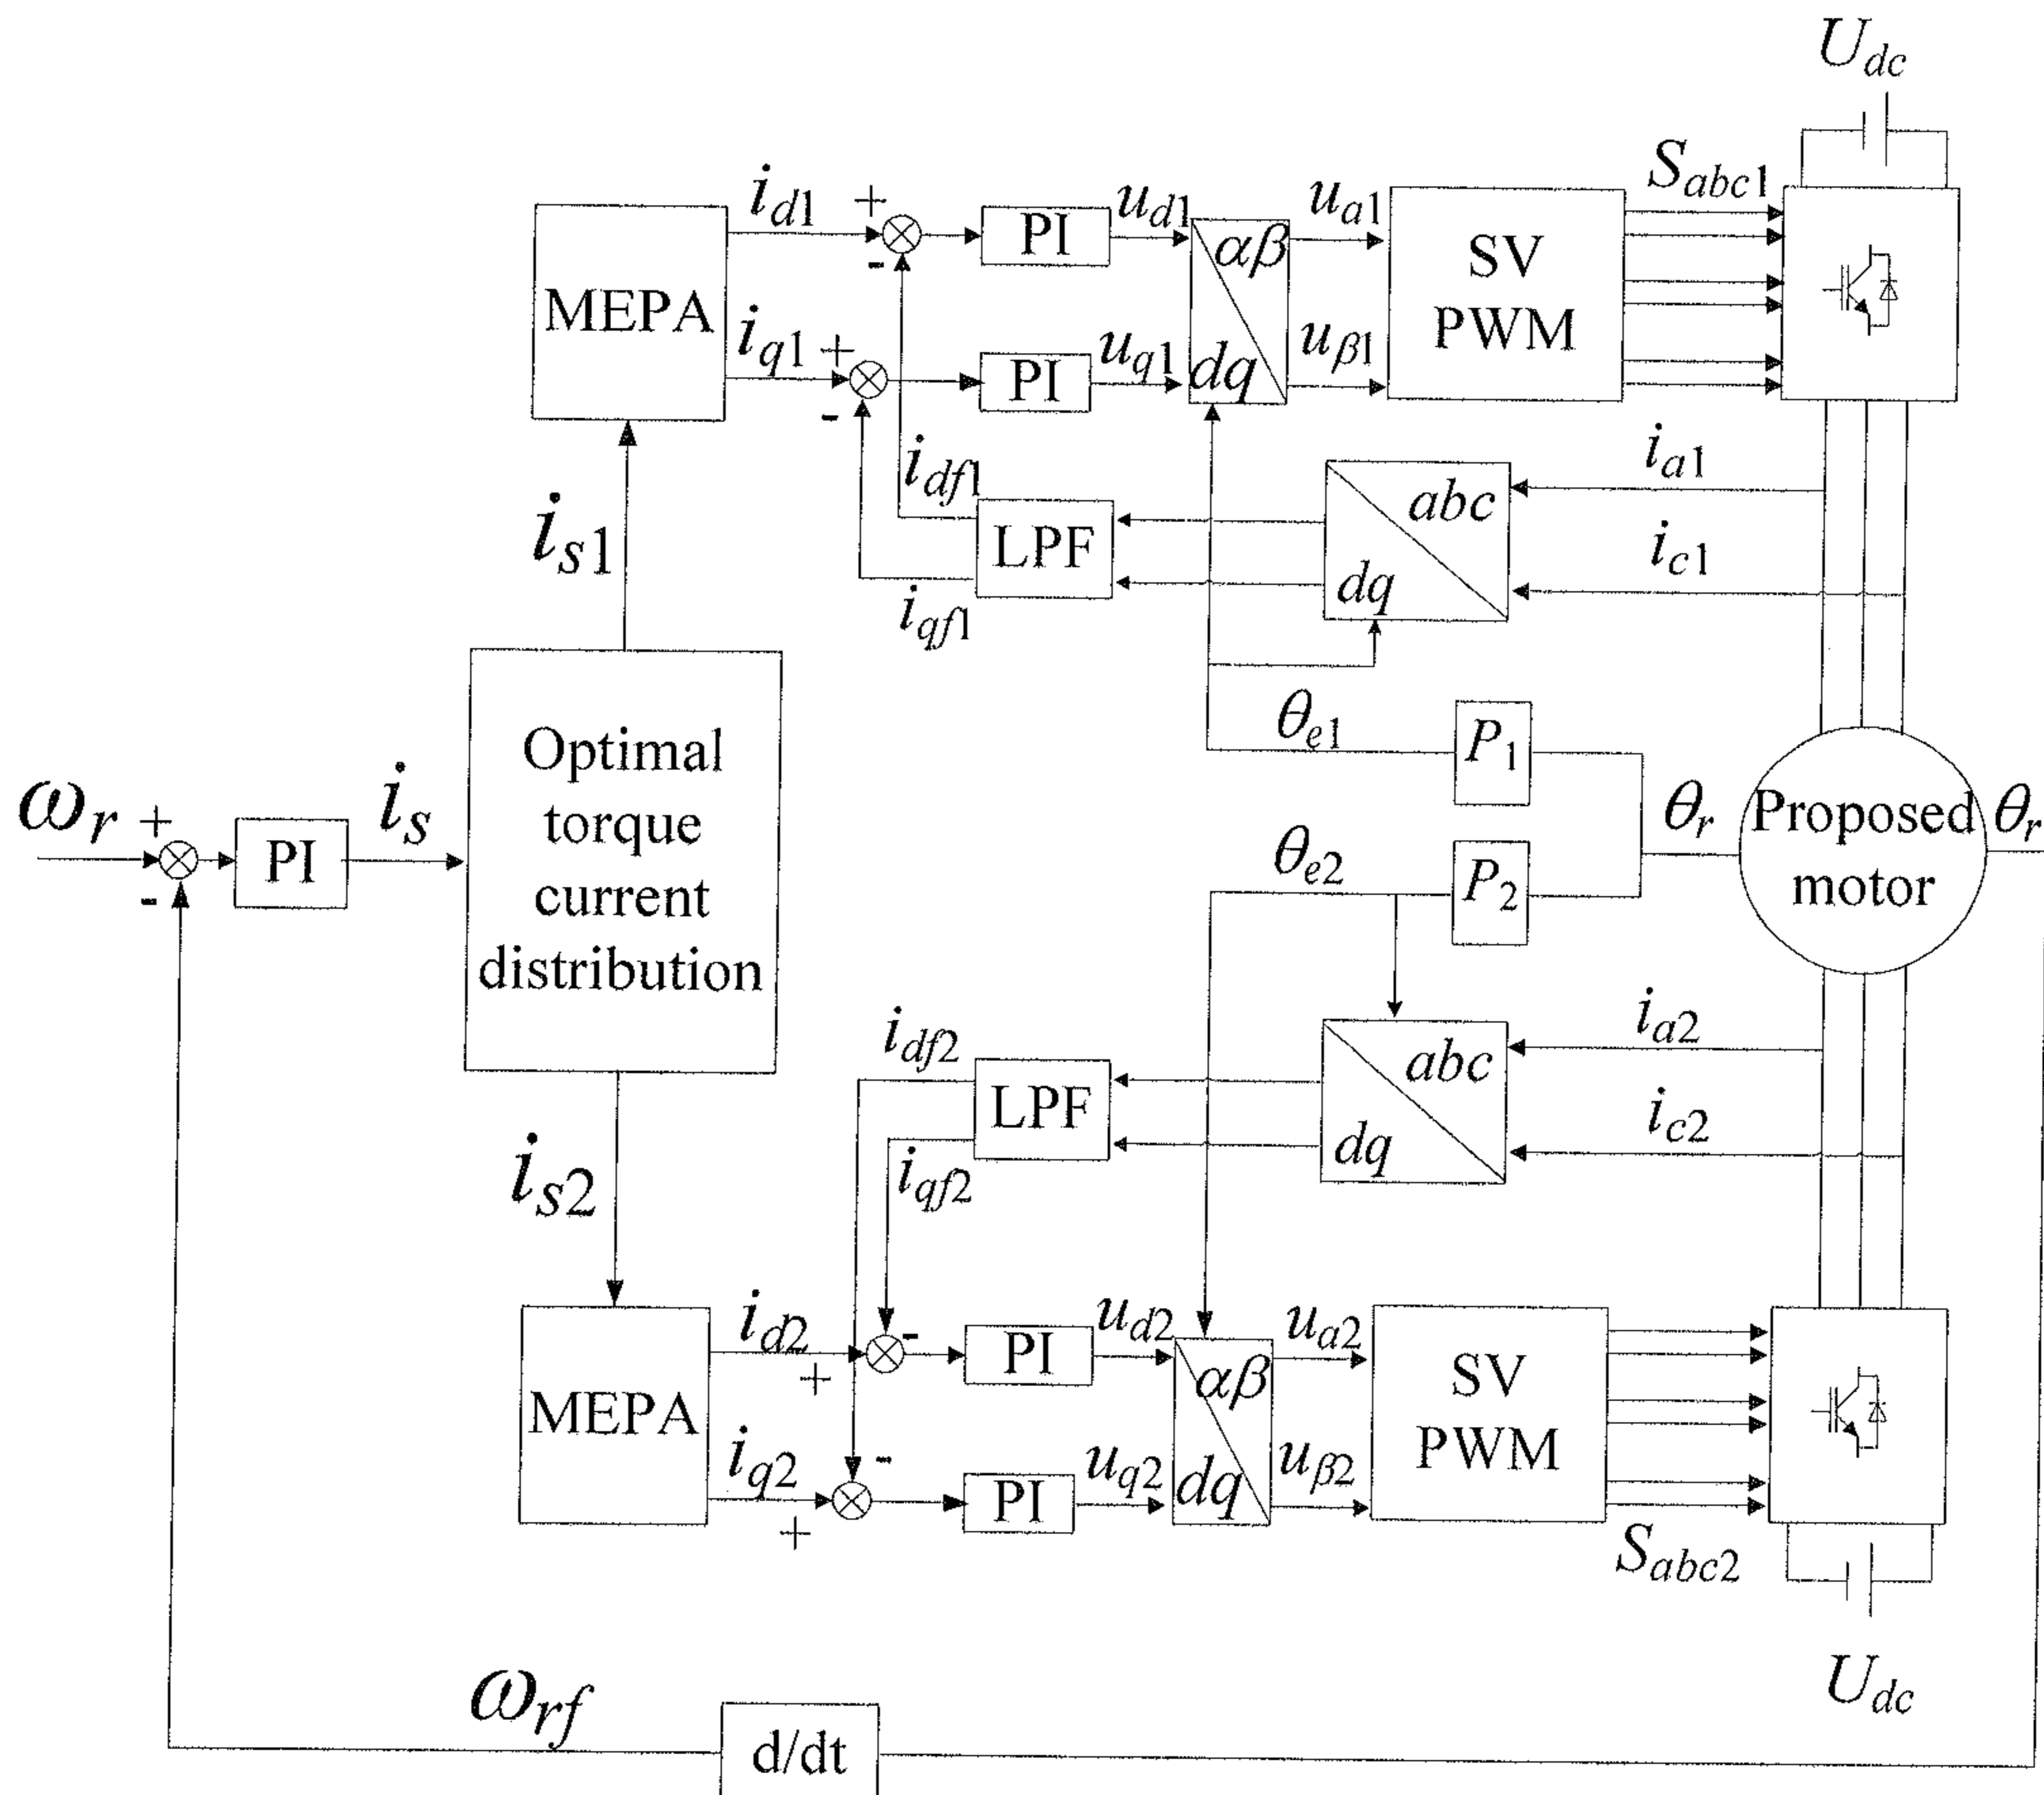 U_dc
S_abc1
i_d1
+
-
PI
u_d1
αβ
dq
u_a1
SV
PWM
MEPA
i_q1
+
-
PI
u_q1
u_β1
i_a1
i_df1
abc
dq
LPF
i_c1
i_s1
i_qf1
θ_e1
P_1
Optimal
torque
current
distribution
ω_r
+
-
PI
i_s
θ_r
Proposed
motor
θ_r
θ_e2
P_2
i_a2
i_df2
abc
dq
LPF
i_c2
i_s2
i_qf2
i_d2
+
-
PI
u_d2
αβ
dq
u_a2
SV
PWM
MEPA
i_q2
+
-
PI
u_q2
u_β2
S_abc2
U_dc
ω_rf
d/dt